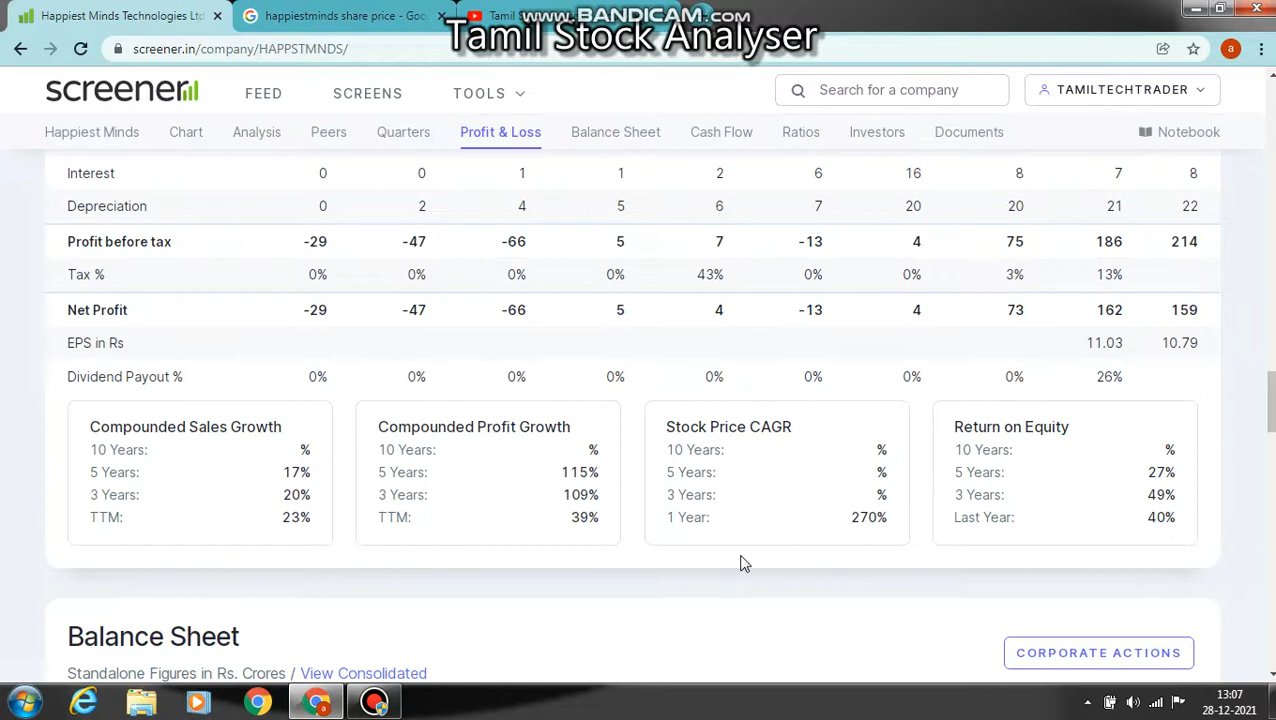 Happiest Minds Technologies Ltd.
happiestminds share price - Goo
Tamil S
www.BANDICAM.com
Tamil Stock Analyser
screener.in/company/HAPPSTMNDS/
a
screener
FEED
SCREENS
TOOLS
Search for a company
TAMILTECHTRADER
Happiest Minds Chart Analysis Peers Quarters Profit & Loss Balance Sheet Cash Flow Ratios Investors Documents Notebook
Interest 0 0 1 1 2 6 16 8 7 8
Depreciation 0 2 4 5 6 7 20 20 21 22
Profit before tax -29 -47 -66 5 7 -13 4 75 186 214
Tax % 0% 0% 0% 0% 43% 0% 0% 3% 13%
Net Profit -29 -47 -66 5 4 -13 4 73 162 159
EPS in Rs 11.03 10.79
Dividend Payout % 0% 0% 0% 0% 0% 0% 0% 0% 26%
Compounded Sales Growth
10 Years: %
5 Years: 17%
3 Years: 20%
TTM: 23%
Compounded Profit Growth
10 Years: %
5 Years: 115%
3 Years: 109%
TTM: 39%
Stock Price CAGR
10 Years: %
5 Years: %
3 Years: %
1 Year: 270%
Return on Equity
10 Years: %
5 Years: 27%
3 Years: 49%
Last Year: 40%
Balance Sheet
CORPORATE ACTIONS
Standalone Figures in Rs. Crores / View Consolidated
13:07
28-12-2021